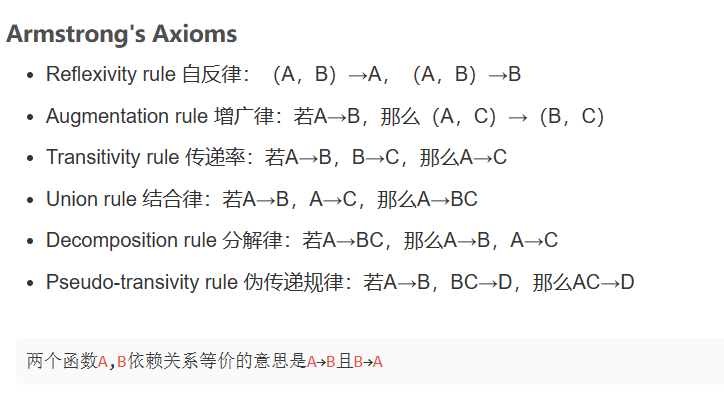 Armstrong's Axioms
Reflexivity rule 自反律：（A，B）→A，（A，B）→B
Augmentation rule 增广律：若A→B，那么（A，C）→（B，C）
Transitivity rule 传递率：若A→B，B→C，那么A→C
Union rule 结合律：若A→B，A→C，那么A→BC
Decomposition rule 分解律：若A→BC，那么A→B，A→C
Pseudo-transivity rule 伪传递规律：若A→B，BC→D，那么AC→D
两个函数A,B依赖关系等价的意思是A→B且B→A